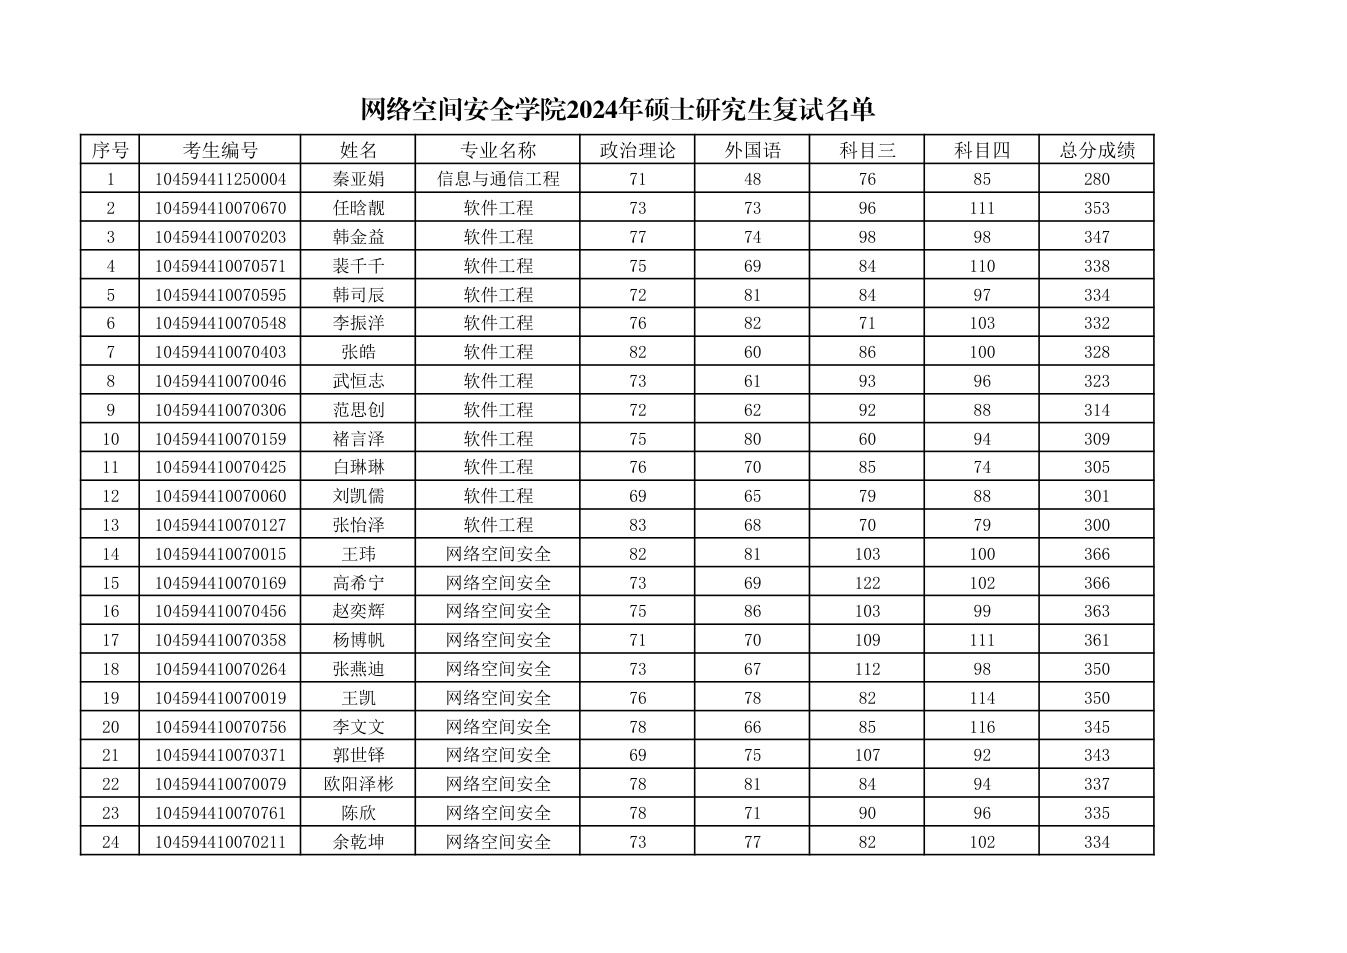 网络空间安全学院2024年硕士研究生复试名单
序号 考生编号 姓名 专业名称 政治理论 外国语 科目三 科目四 总分成绩
1 104594411250004 秦亚娟 信息与通信工程 71 48 76 85 280
2 104594410070670 任晗靓 软件工程 73 73 96 111 353
3 104594410070203 韩金益 软件工程 77 74 98 98 347
4 104594410070571 裴千千 软件工程 75 69 84 110 338
5 104594410070595 韩司辰 软件工程 72 81 84 97 334
6 104594410070548 李振洋 软件工程 76 82 71 103 332
7 104594410070403 张皓 软件工程 82 60 86 100 328
8 104594410070046 武恒志 软件工程 73 61 93 96 323
9 104594410070306 范思创 软件工程 72 62 92 88 314
10 104594410070159 褚言泽 软件工程 75 80 60 94 309
11 104594410070425 白琳琳 软件工程 76 70 85 74 305
12 104594410070060 刘凯儒 软件工程 69 65 79 88 301
13 104594410070127 张怡泽 软件工程 83 68 70 79 300
14 104594410070015 王玮 网络空间安全 82 81 103 100 366
15 104594410070169 高希宁 网络空间安全 73 69 122 102 366
16 104594410070456 赵奕辉 网络空间安全 75 86 103 99 363
17 104594410070358 杨博帆 网络空间安全 71 70 109 111 361
18 104594410070264 张燕迪 网络空间安全 73 67 112 98 350
19 104594410070019 王凯 网络空间安全 76 78 82 114 350
20 104594410070756 李文文 网络空间安全 78 66 85 116 345
21 104594410070371 郭世铎 网络空间安全 69 75 107 92 343
22 104594410070079 欧阳泽彬 网络空间安全 78 81 84 94 337
23 104594410070761 陈欣 网络空间安全 78 71 90 96 335
24 104594410070211 余乾坤 网络空间安全 73 77 82 102 334